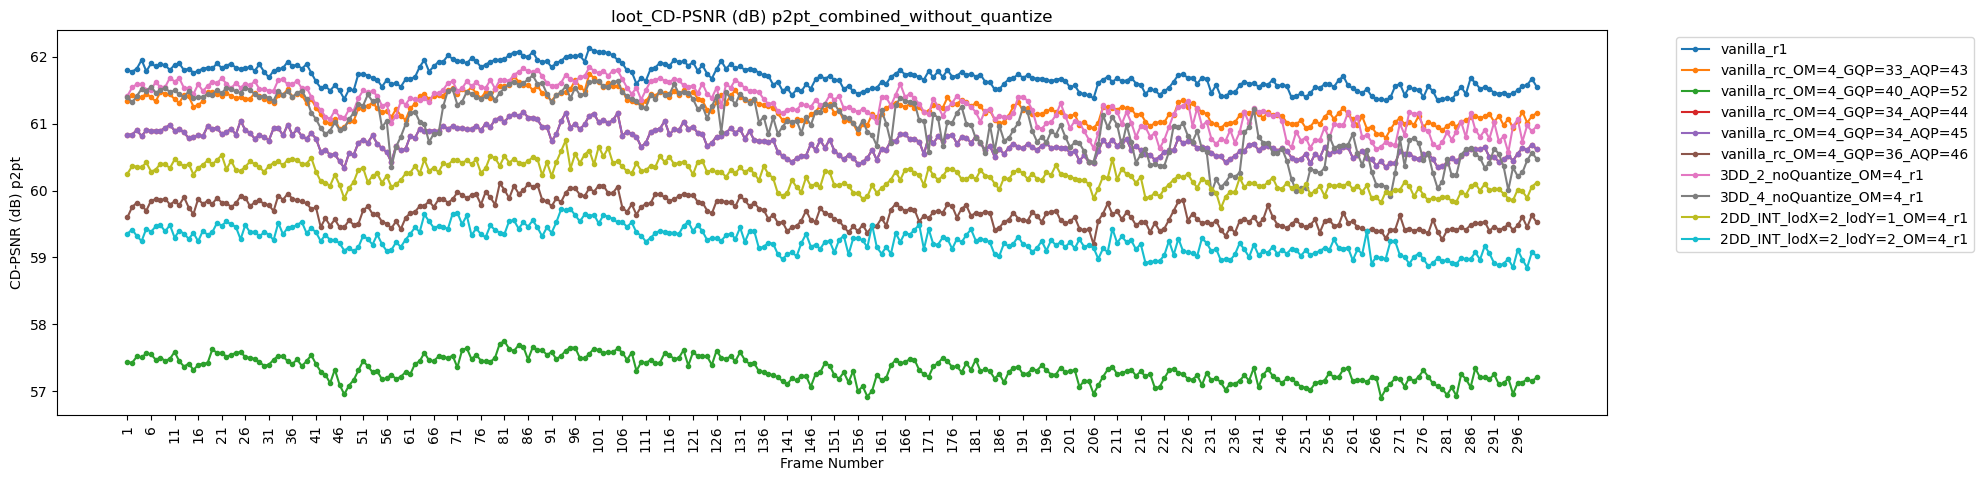 loot_CD-PSNR (dB) p2pt_combined_without_quantize
CD-PSNR (dB) p2pt
62
61
60
59
58
57
1 6 11 16 21 26 31 36 41 46 51 56 61 66 71 76 81 86 91 96 101 106 111 116 121 126 131 136 141 146 151 156 161 166 171 176 181 186 191 196 201 206 211 216 221 226 231 236 241 246 251 256 261 266 271 276 281 286 291 296
Frame Number
vanilla_r1
vanilla_rc_OM=4_GQP=33_AQP=43
vanilla_rc_OM=4_GQP=40_AQP=52
vanilla_rc_OM=4_GQP=34_AQP=44
vanilla_rc_OM=4_GQP=34_AQP=45
vanilla_rc_OM=4_GQP=36_AQP=46
3DD_2_noQuantize_OM=4_r1
3DD_4_noQuantize_OM=4_r1
2DD_INT_lodX=2_lodY=1_OM=4_r1
2DD_INT_lodX=2_lodY=2_OM=4_r1